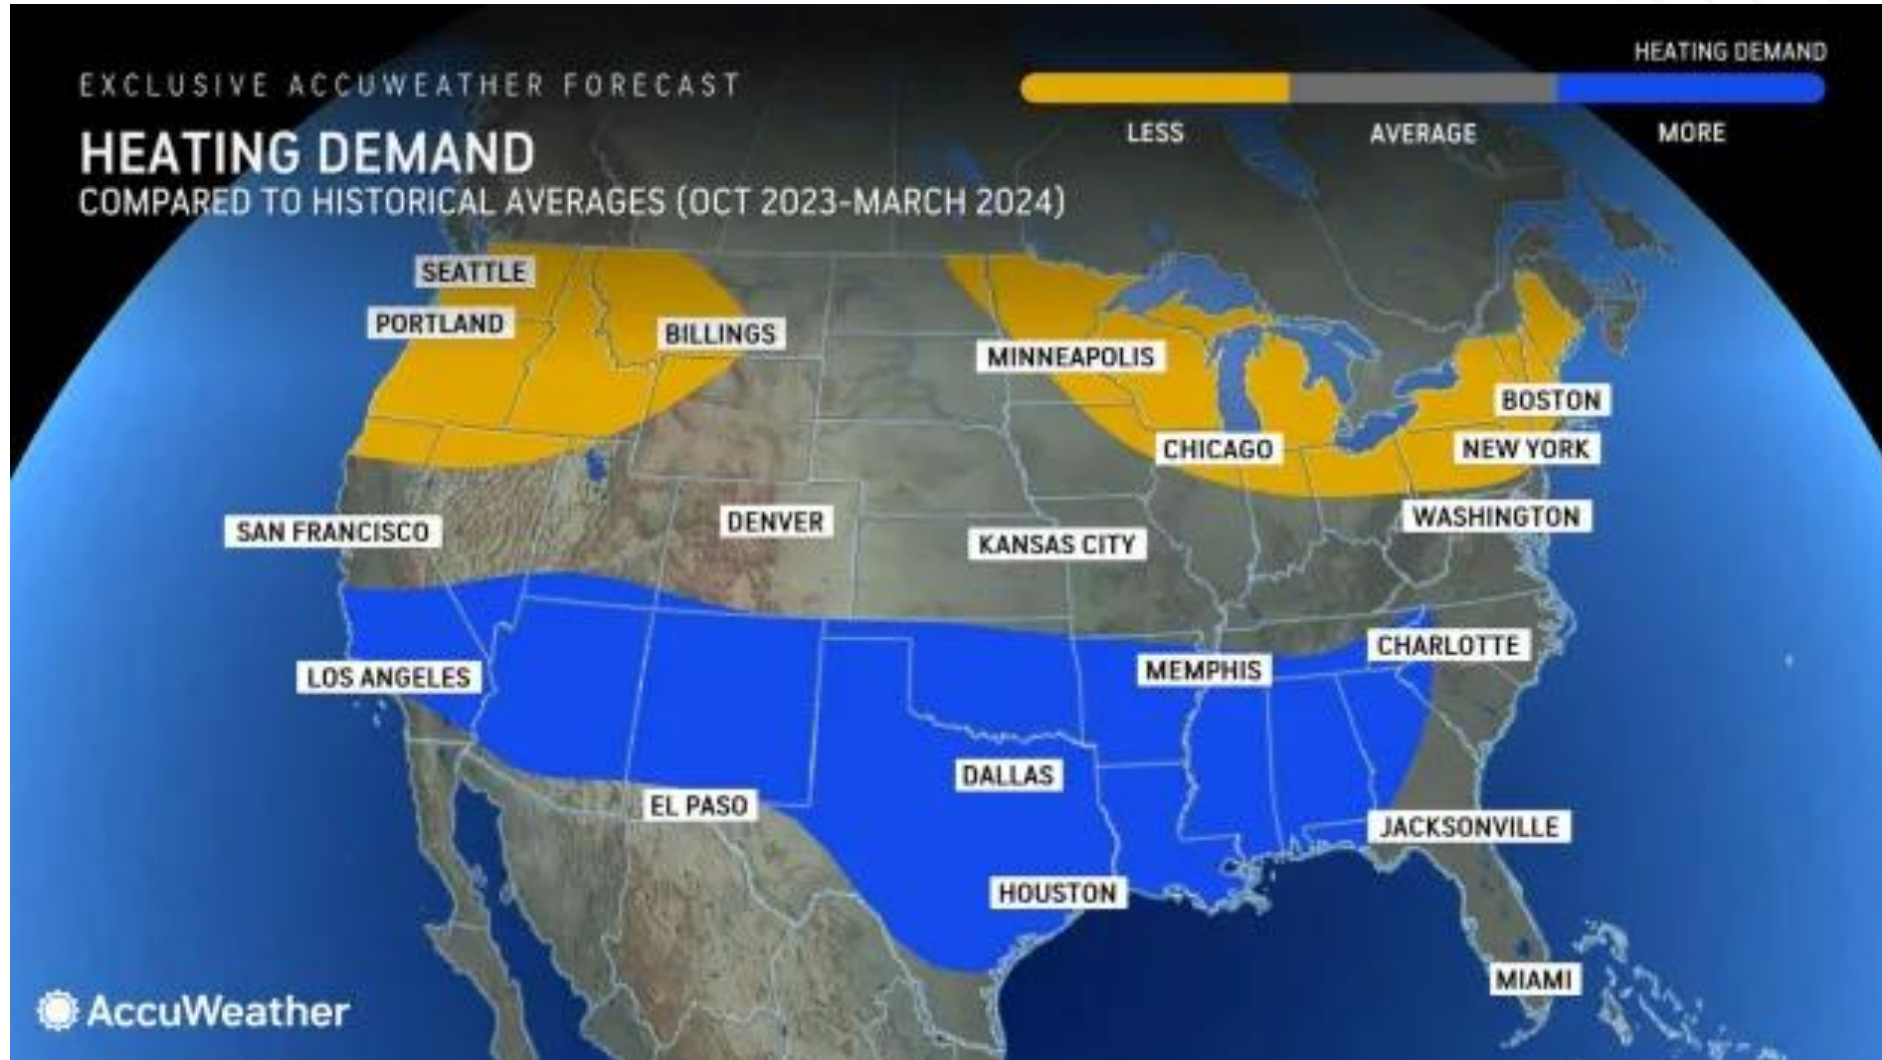 EXCLUSIVE ACCUWEATHER FORECAST
HEATING DEMAND
COMPARED TO HISTORICAL AVERAGES (OCT 2023-MARCH 2024)
HEATING DEMAND
LESS
AVERAGE
MORE
SEATTLE
PORTLAND
BILLINGS
MINNEAPOLIS
BOSTON
CHICAGO
NEW YORK
SAN FRANCISCO
DENVER
KANSAS CITY
WASHINGTON
LOS ANGELES
MEMPHIS
CHARLOTTE
EL PASO
DALLAS
JACKSONVILLE
HOUSTON
MIAMI
AccuWeather